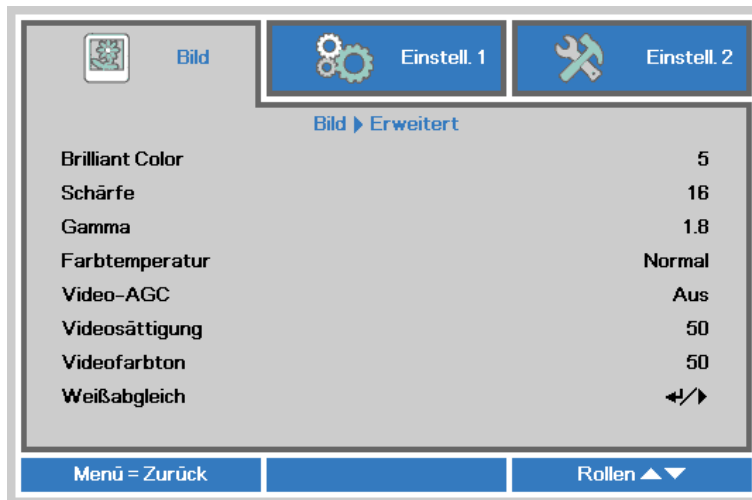 Bild
Einstell. 1
Einstell. 2
Bild ▶ Erweitert
Brilliant Color 5
Schärfe 16
Gamma 1.8
Farbtemperatur Normal
Video-AGC Aus
Videosättigung 50
Videofarbton 50
Weißabgleich ↵/▶
Menü = Zurück
Rollen ▲▼